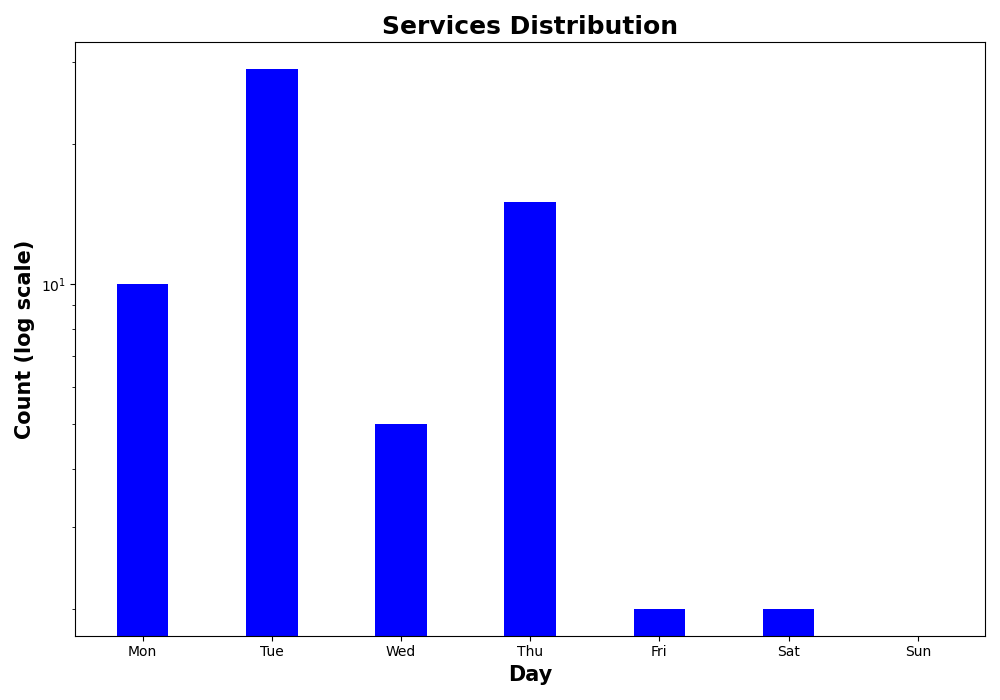 Services Distribution
Count (log scale)
10¹
Mon Tue Wed Thu Fri Sat Sun
Day